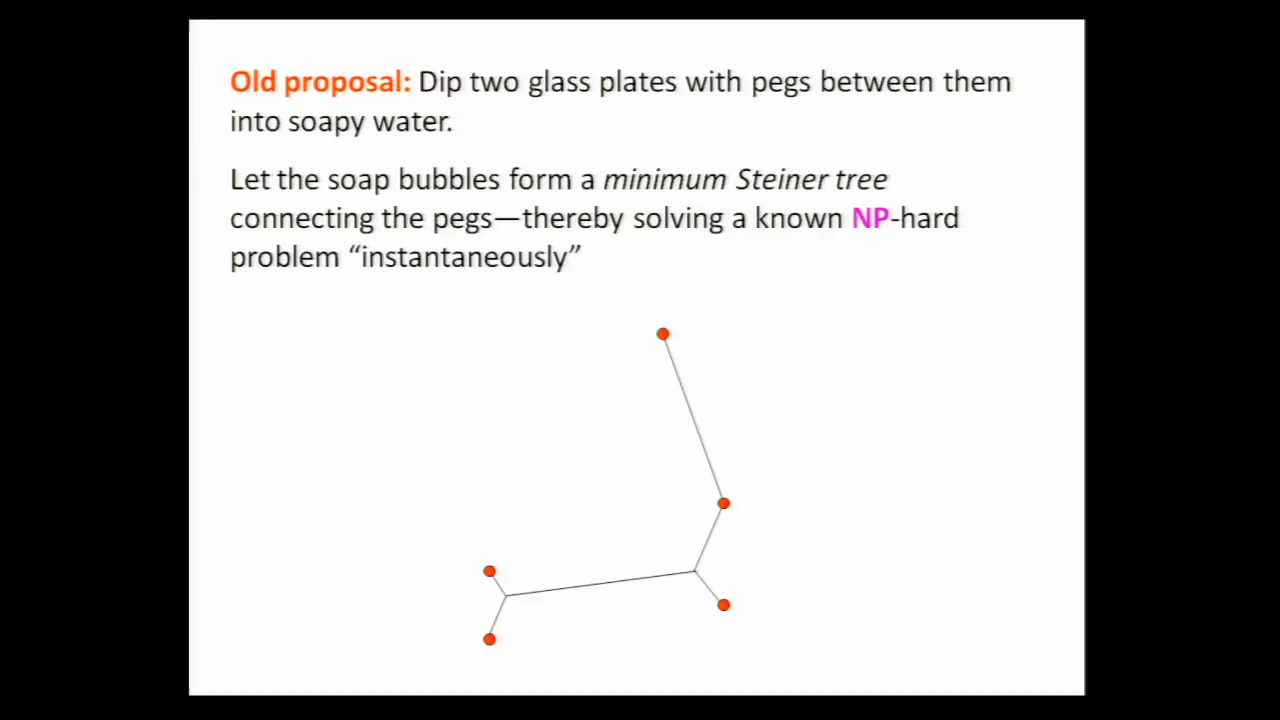 Old proposal: Dip two glass plates with pegs between them
into soapy water.
Let the soap bubbles form a minimum Steiner tree
connecting the pegs—thereby solving a known NP-hard
problem “instantaneously”